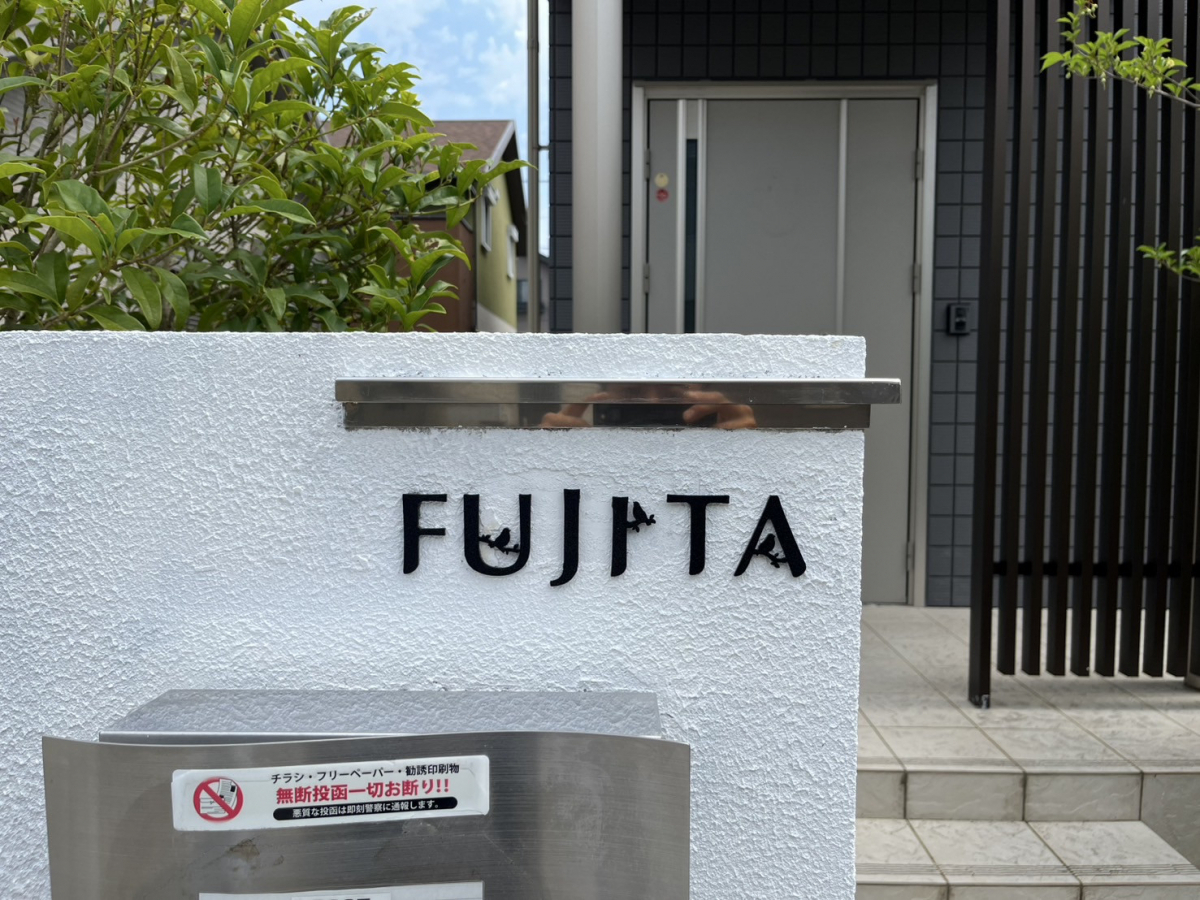 FUJITA
チラシ・フリーペーパー・勧誘印刷物
無断投函一切お断り!!
悪質な投函は即刻警察に通報します。